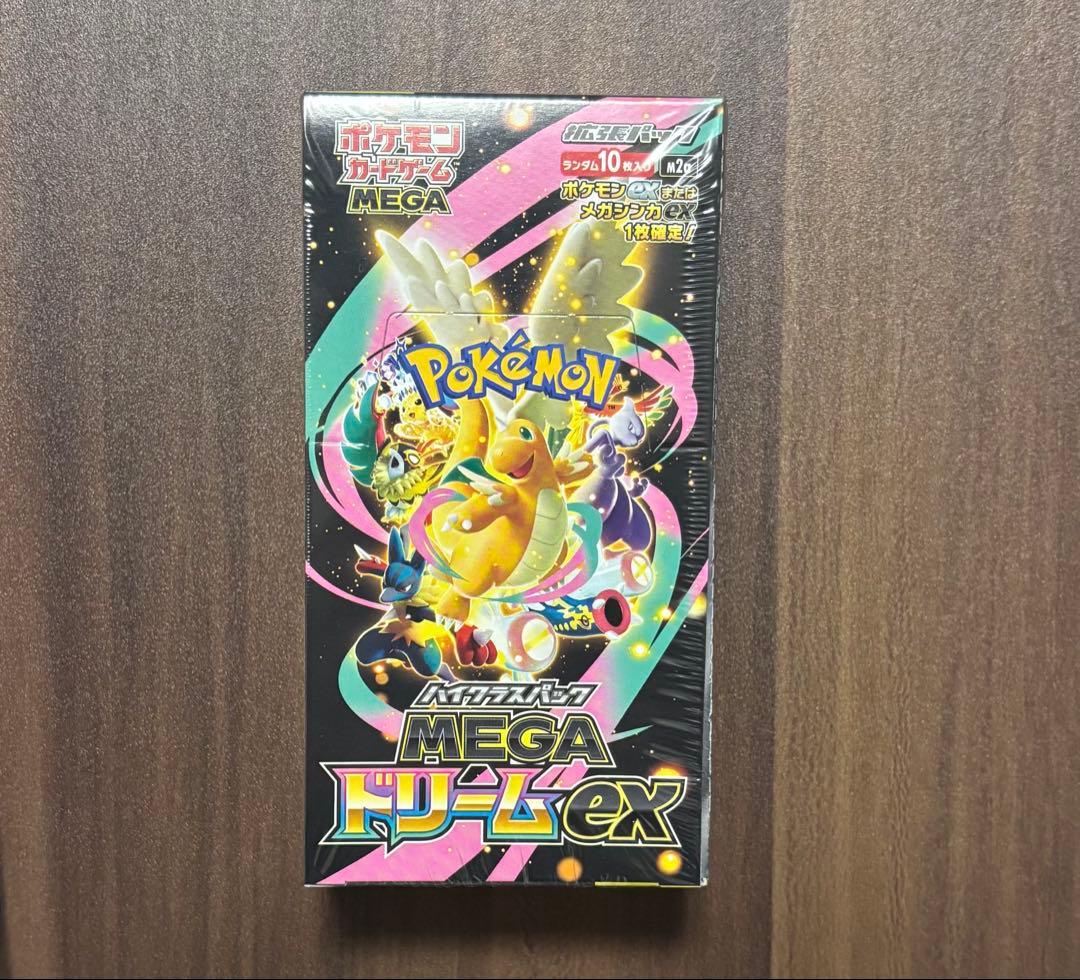 ポケモン
カードゲーム
MEGA
拡張パック
ランダム10枚入り M2a
ポケモンexまたは
メガシンカex
1枚確定!
POKéMON
ハイクラスパック
MEGA
ドリームex